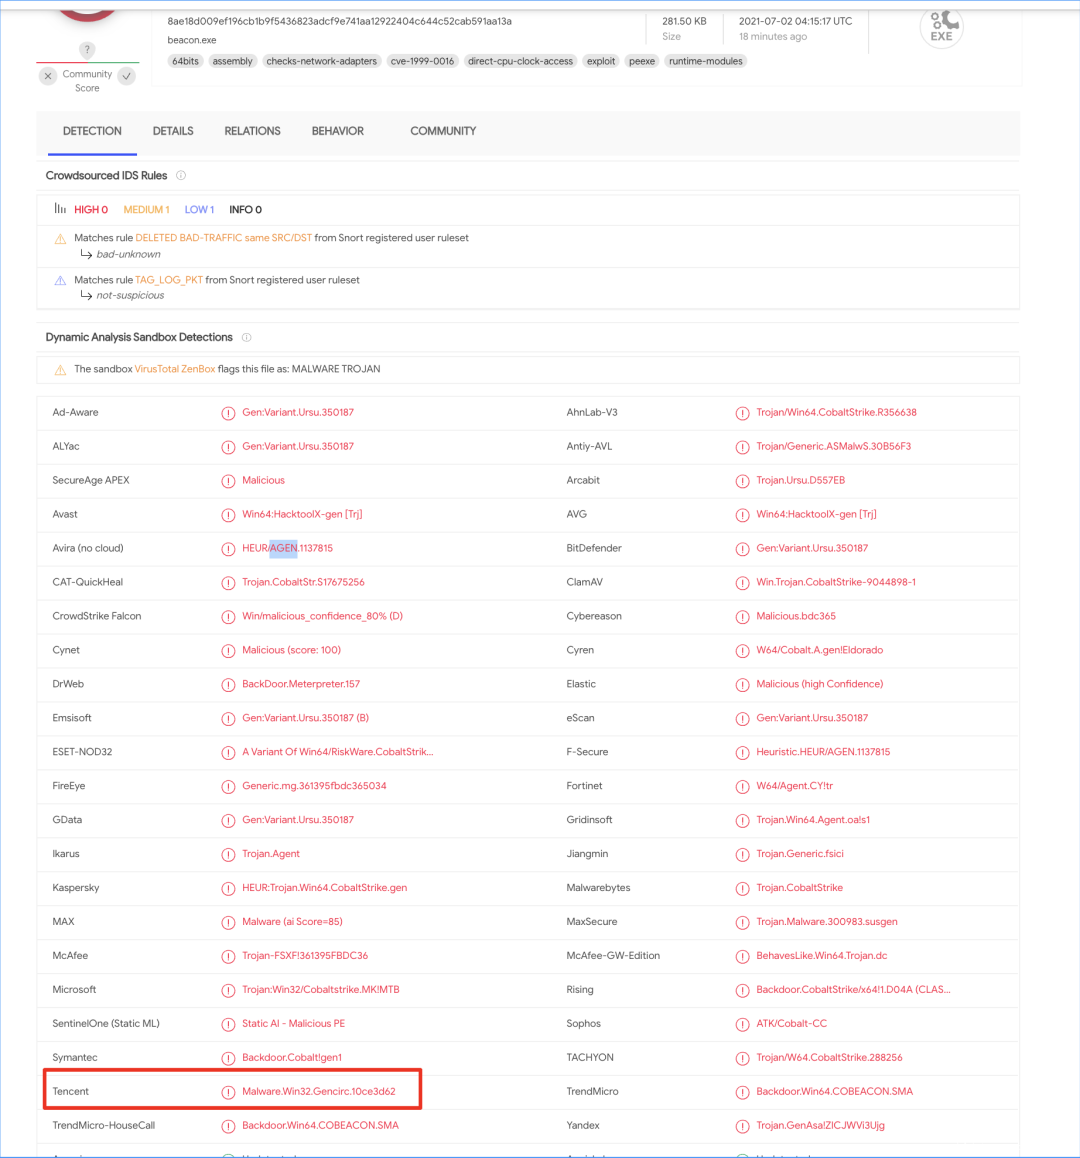 8ae18d009ef196cb1b9f5436823adcf9e741aa12922404c644c52cab591aa13a
281.50 KB
2021-07-02 04:15:17 UTC
beacon.exe
Size
18 minutes ago
EXE
?
64bits assembly checks-network-adapters cve-1999-0016 direct-cpu-clock-access exploit peexe runtime-modules
Community
Score
DETECTION DETAILS RELATIONS BEHAVIOR COMMUNITY
Crowdsourced IDS Rules
HIGH 0 MEDIUM 1 LOW 1 INFO 0
Matches rule DELETED BAD-TRAFFIC same SRC/DST from Snort registered user ruleset
bad-unknown
Matches rule TAG_LOG_PKT from Snort registered user ruleset
not-suspicious
Dynamic Analysis Sandbox Detections
The sandbox VirusTotal ZenBox flags this file as: MALWARE TROJAN
Ad-Aware Gen:Variant.Ursu.350187 AhnLab-V3 Trojan/Win64.CobaltStrike.R356638
ALYac Gen:Variant.Ursu.350187 Antiy-AVL Trojan/Generic.ASMalwS.30B56F3
SecureAge APEX Malicious Arcabit Trojan.Ursu.D557EB
Avast Win64:HacktoolX-gen [Trj] AVG Win64:HacktoolX-gen [Trj]
Avira (no cloud) HEUR/AGEN.1137815 BitDefender Gen:Variant.Ursu.350187
CAT-QuickHeal Trojan.CobaltStr.S17675256 ClamAV Win.Trojan.CobaltStrike-9044898-1
CrowdStrike Falcon Win/malicious_confidence_80% (D) Cybereason Malicious.bdc365
Cynet Malicious (score: 100) Cyren W64/Cobalt.A.gen!Eldorado
DrWeb BackDoor.Meterpreter.157 Elastic Malicious (high Confidence)
Emsisoft Gen:Variant.Ursu.350187 (B) eScan Gen:Variant.Ursu.350187
ESET-NOD32 A Variant Of Win64/RiskWare.CobaltStrik... F-Secure Heuristic.HEUR/AGEN.1137815
FireEye Generic.mg.361395fbdc365034 Fortinet W64/Agent.CY!tr
GData Gen:Variant.Ursu.350187 Gridinsoft Trojan.Win64.Agent.oa!s1
Ikarus Trojan.Agent Jiangmin Trojan.Generic.fsici
Kaspersky HEUR:Trojan.Win64.CobaltStrike.gen Malwarebytes Trojan.CobaltStrike
MAX Malware (ai Score=85) MaxSecure Trojan.Malware.300983.susgen
McAfee Trojan-FSXF!361395FBDC36 McAfee-GW-Edition BehavesLike.Win64.Trojan.dc
Microsoft Trojan:Win32/Cobaltstrike.MK!MTB Rising Backdoor.CobaltStrike/x64!1.D04A (CLAS...
SentinelOne (Static ML) Static AI - Malicious PE Sophos ATK/Cobalt-CC
Symantec Backdoor.Cobalt!gen1 TACHYON Trojan/W64.CobaltStrike.288256
Tencent Malware.Win32.Gencirc.10ce3d62 TrendMicro Backdoor.Win64.COBEACON.SMA
TrendMicro-HouseCall Backdoor.Win64.COBEACON.SMA Yandex Trojan.GenAsa!ZICJWVi3Ujg